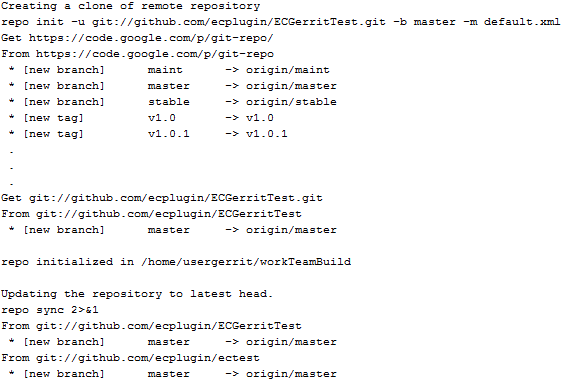 Creating a clone of remote repository
repo init -u git://github.com/ecplugin/ECGerritTest.git -b master -m default.xml
Get https://code.google.com/p/git-repo/
From https://code.google.com/p/git-repo
 * [new branch]      maint      -> origin/maint
 * [new branch]      master     -> origin/master
 * [new branch]      stable     -> origin/stable
 * [new tag]         v1.0       -> v1.0
 * [new tag]         v1.0.1     -> v1.0.1
 .
 .
 .
Get git://github.com/ecplugin/ECGerritTest.git
From git://github.com/ecplugin/ECGerritTest
 * [new branch]      master     -> origin/master
repo initialized in /home/usergerrit/workTeamBuild
Updating the repository to latest head.
repo sync 2>&1
From git://github.com/ecplugin/ECGerritTest
 * [new branch]      master     -> origin/master
From git://github.com/ecplugin/ectest
 * [new branch]      master     -> origin/master